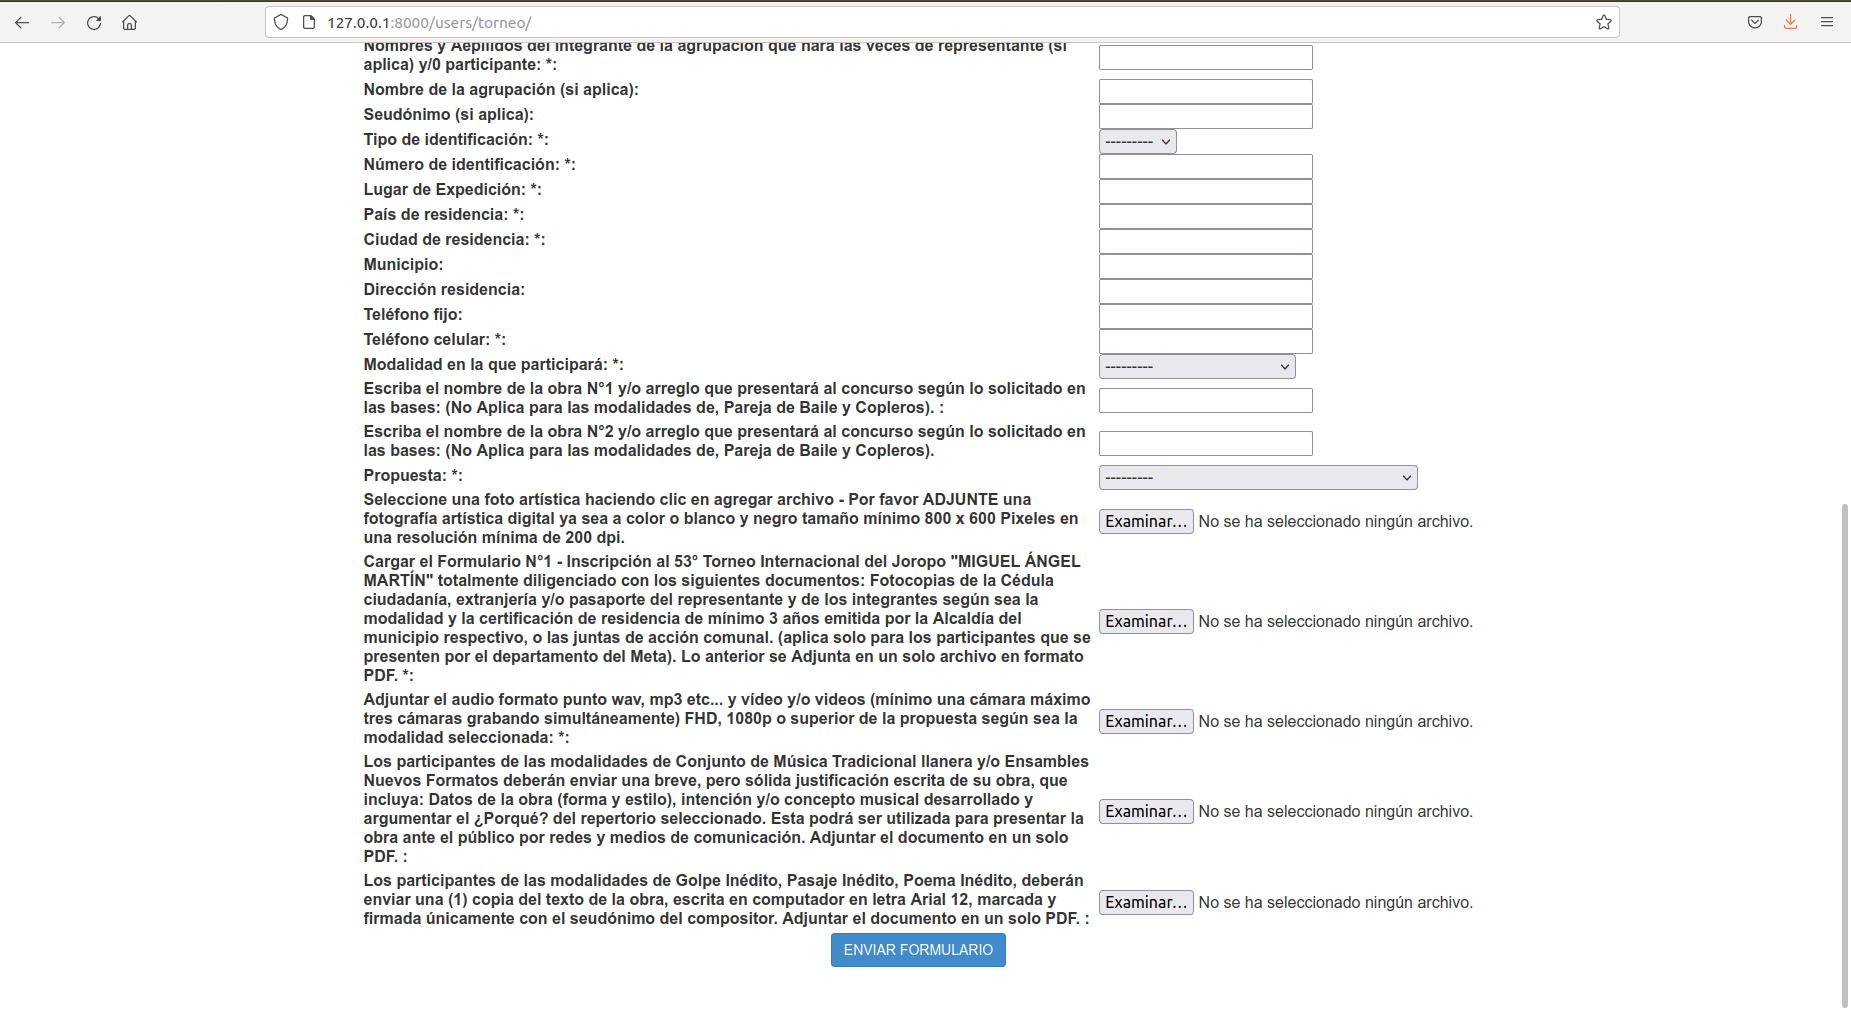 127.0.0.1:8000/users/torneo/
Nombres y Aepllidos del integrante de la agrupación que hará las veces de representante (si
aplica) y/0 participante: *:
Nombre de la agrupación (si aplica):
Seudónimo (si aplica):
Tipo de identificación: *:
---------
Número de identificación: *:
Lugar de Expedición: *:
País de residencia: *:
Ciudad de residencia: *:
Municipio:
Dirección residencia:
Teléfono fijo:
Teléfono celular: *:
Modalidad en la que participará: *:
---------
Escriba el nombre de la obra N°1 y/o arreglo que presentará al concurso según lo solicitado en
las bases: (No Aplica para las modalidades de, Pareja de Baile y Copleros). :
Escriba el nombre de la obra N°2 y/o arreglo que presentará al concurso según lo solicitado en
las bases: (No Aplica para las modalidades de, Pareja de Baile y Copleros).
Propuesta: *:
---------
Seleccione una foto artística haciendo clic en agregar archivo - Por favor ADJUNTE una
fotografía artística digital ya sea a color o blanco y negro tamaño mínimo 800 x 600 Pixeles en
una resolución mínima de 200 dpi.
Examinar... No se ha seleccionado ningún archivo.
Cargar el Formulario N°1 - Inscripción al 53° Torneo Internacional del Joropo "MIGUEL ÁNGEL
MARTÍN" totalmente diligenciado con los siguientes documentos: Fotocopias de la Cédula
ciudadanía, extranjería y/o pasaporte del representante y de los integrantes según sea la
modalidad y la certificación de residencia de mínimo 3 años emitida por la Alcaldía del
municipio respectivo, o las juntas de acción comunal. (aplica solo para los participantes que se
presenten por el departamento del Meta). Lo anterior se Adjunta en un solo archivo en formato
PDF. *:
Examinar... No se ha seleccionado ningún archivo.
Adjuntar el audio formato punto wav, mp3 etc... y vídeo y/o videos (mínimo una cámara máximo
tres cámaras grabando simultáneamente) FHD, 1080p o superior de la propuesta según sea la
modalidad seleccionada: *:
Examinar... No se ha seleccionado ningún archivo.
Los participantes de las modalidades de Conjunto de Música Tradicional llanera y/o Ensambles
Nuevos Formatos deberán enviar una breve, pero sólida justificación escrita de su obra, que
incluya: Datos de la obra (forma y estilo), intención y/o concepto musical desarrollado y
argumentar el ¿Porqué? del repertorio seleccionado. Esta podrá ser utilizada para presentar la
obra ante el público por redes y medios de comunicación. Adjuntar el documento en un solo
PDF. :
Examinar... No se ha seleccionado ningún archivo.
Los participantes de las modalidades de Golpe Inédito, Pasaje Inédito, Poema Inédito, deberán
enviar una (1) copia del texto de la obra, escrita en computador en letra Arial 12, marcada y
firmada únicamente con el seudónimo del compositor. Adjuntar el documento en un solo PDF. :
Examinar... No se ha seleccionado ningún archivo.
ENVIAR FORMULARIO